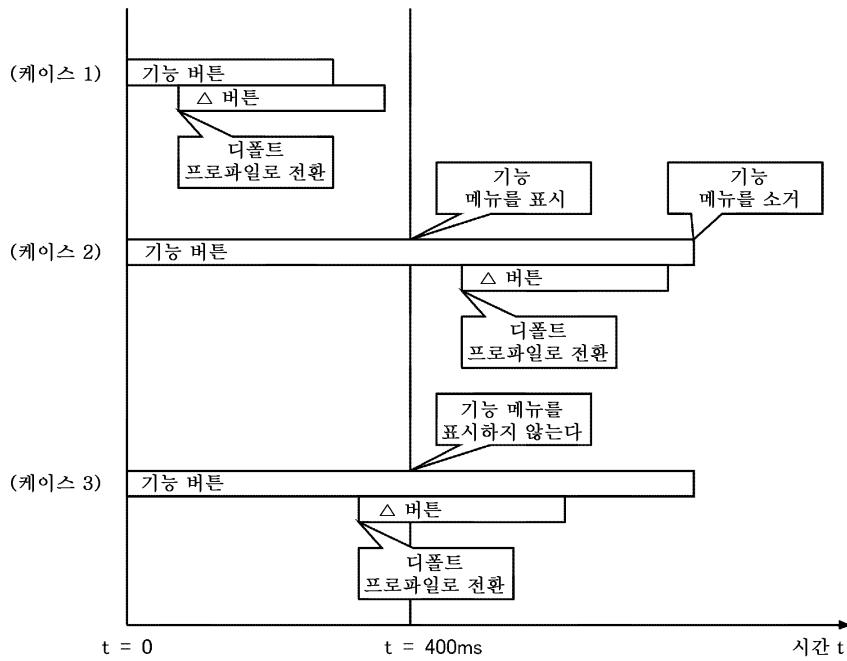 (케이스 1)
기능 버튼
△ 버튼
디폴트
프로파일로 전환
기능
메뉴를 표시
기능
메뉴를 소거
(케이스 2)
기능 버튼
△ 버튼
디폴트
프로파일로 전환
기능 메뉴를
표시하지 않는다
(케이스 3)
기능 버튼
△ 버튼
디폴트
프로파일로 전환
t = 0
t = 400ms
시간 t